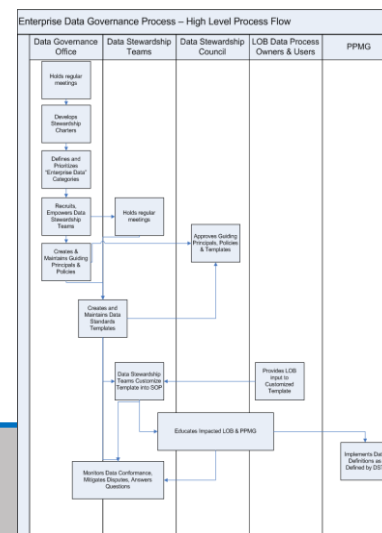 Enterprise Data Governance Process – High Level Process Flow
Data Governance
Office
Data Stewardship
Teams
Data Stewardship
Council
LOB Data Process
Owners & Users
PPMG
Holds regular
meetings
Develops
Stewardship
Charters
Defines and
Prioritizes
"Enterprise Data"
Categories
Recruits,
Empowers Data
Stewardship
Teams
Holds regular
meetings
Creates &
Maintains Guiding
Principals &
Policies
Approves Guiding
Principals, Policies
& Templates
Creates and
Maintains Data
Standards
Templates
Data Stewardship
Teams Customize
Template into SOP
Provides LOB
input to
Customized
Template
Educates Impacted LOB & PPMG
Implements Data
Definitions as
Defined by DST
Monitors Data Conformance,
Mitigates Disputes, Answers
Questions